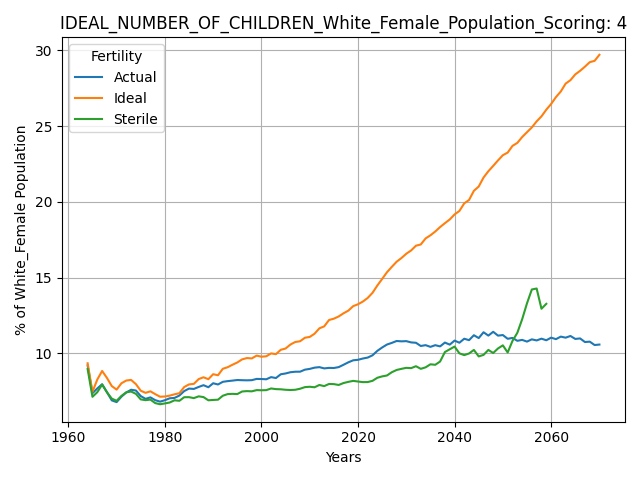 IDEAL_NUMBER_OF_CHILDREN_White_Female_Population_Scoring: 4
Fertility
Actual
Ideal
Sterile
% of White_Female Population
30
25
20
15
10
1960
1980
2000
2020
2040
2060
Years